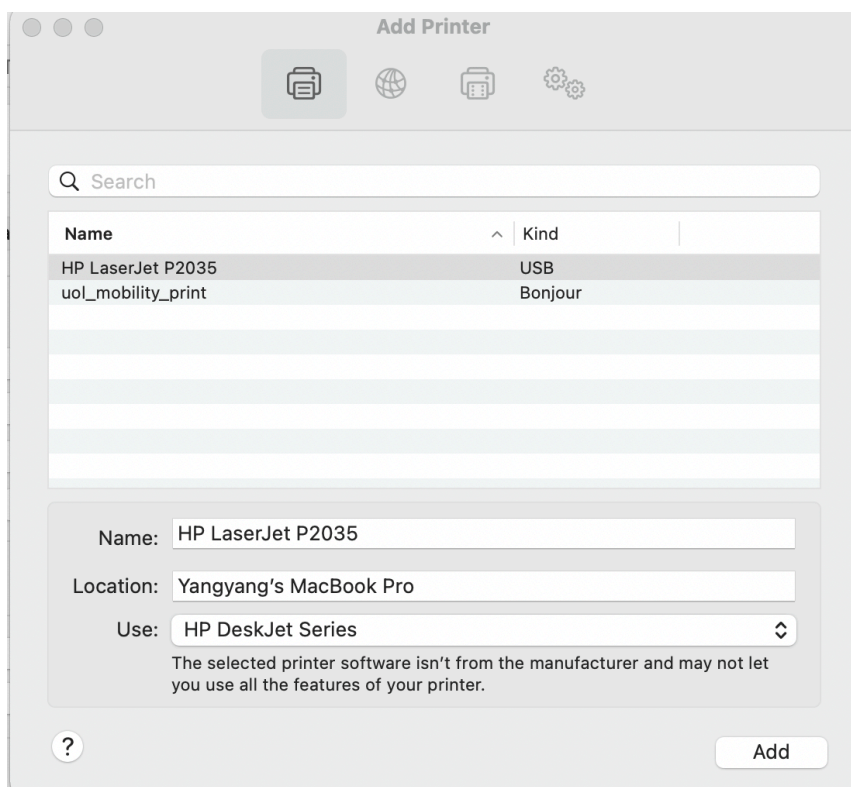 Add Printer
Search
Name Kind
HP LaserJet P2035 USB
uol_mobility_print Bonjour
Name: HP LaserJet P2035
Location: Yangyang’s MacBook Pro
Use: HP DeskJet Series
The selected printer software isn’t from the manufacturer and may not let
you use all the features of your printer.
? Add